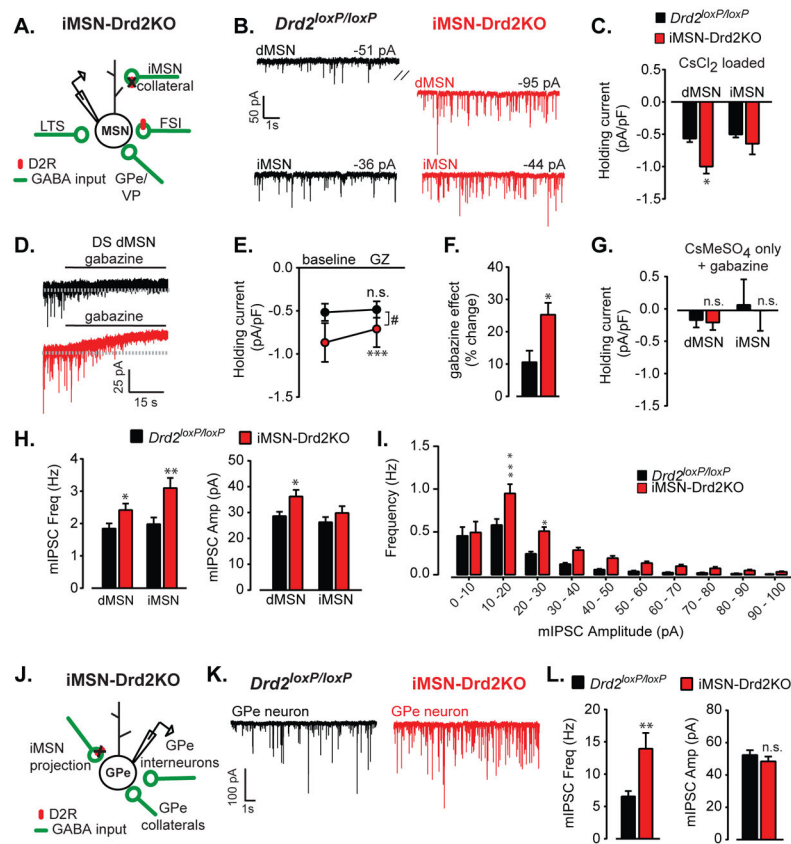 A. iMSN-Drd2KO
iMSN
collateral
LTS
MSN
FSI
D2R
GABA input
GPe/
VP
B. Drd2loxP/loxP
iMSN-Drd2KO
dMSN -51 pA
50 pA
1s
dMSN -95 pA
iMSN -36 pA
iMSN -44 pA
C. Drd2loxP/loxP
iMSN-Drd2KO
CsCl2 loaded
dMSN iMSN
Holding current
(pA/pF)
0.0
-0.5
-1.0
-1.5
*
D. DS dMSN
gabazine
gabazine
25 pA
15 s
E. baseline GZ
Holding current
(pA/pF)
0.0
-0.5
-1.0
-1.5
n.s.
#
***
F.
gabazine effect
(% change)
40
30
20
10
0
*
G. CsMeSO4 only
+ gabazine
Holding current
(pA/pF)
0.5
0.0
-0.5
-1.0
-1.5
n.s. n.s.
dMSN iMSN
H. Drd2loxP/loxP iMSN-Drd2KO
mIPSC Freq (Hz)
4
3
2
1
0
* **
dMSN iMSN
mIPSC Amp (pA)
50
40
30
20
10
0
*
dMSN iMSN
I. Drd2loxP/loxP
iMSN-Drd2KO
Frequency (Hz)
1.5
1.0
0.5
0.0
***
*
0 -10
10 -20
20 - 30
30 - 40
40 - 50
50 - 60
60 - 70
70 - 80
80 - 90
90 - 100
mIPSC Amplitude (pA)
J. iMSN-Drd2KO
iMSN
projection
GPe
GPe
interneurons
D2R
GABA input
GPe
collaterals
K. Drd2loxP/loxP iMSN-Drd2KO
GPe neuron
GPe neuron
100 pA
1s
L. Drd2loxP/loxP iMSN-Drd2KO
mIPSC Freq (Hz)
20
15
10
5
0
**
mIPSC Amp (pA)
80
60
40
20
0
n.s.